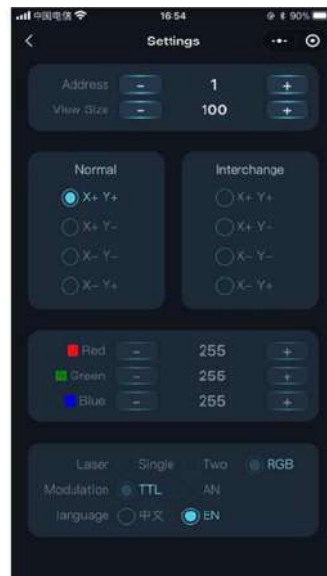 中国电信 16:54 90%
Settings
Address - 1 +
View Size - 100 +
Normal Interchange
X+ Y+ X+ Y+
X+ Y- X+ Y-
X- Y- X- Y-
X- Y+ X- Y+
Red - 255 +
Green - 255 +
Blue - 255 +
Laser Single Two RGB
Modulation TTL AN
language 中文 EN